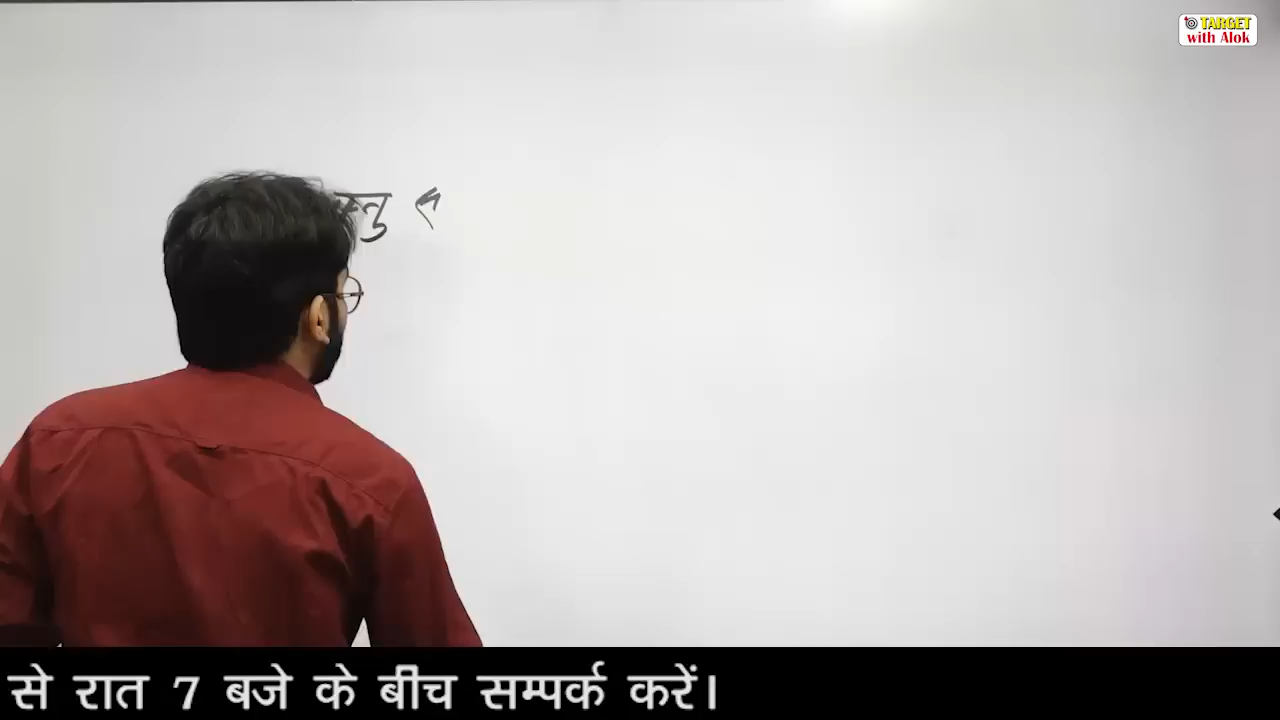 TARGET
with Alok
से रात 7 बजे के बीच सम्पर्क करें।